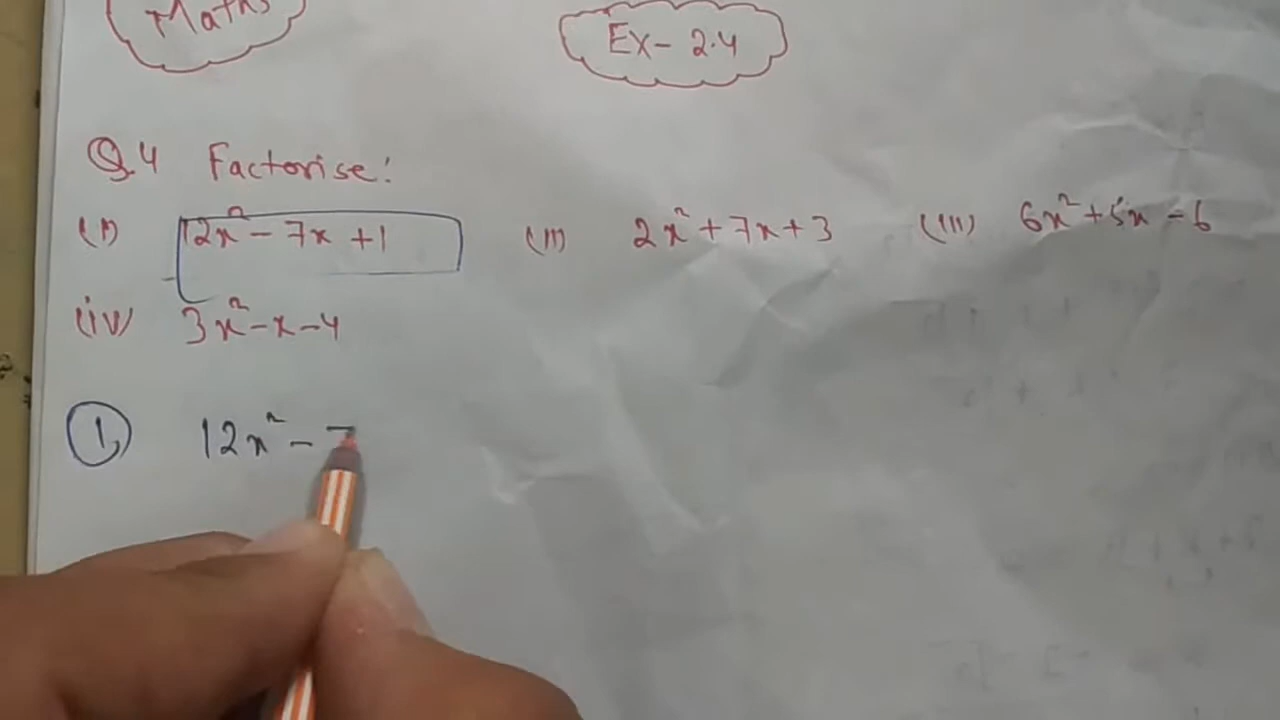 Maths
Ex- 2.4
Q.4 Factorise:
(i) 12x² - 7x + 1 (ii) 2x² + 7x + 3 (iii) 6x² + 5x - 6
(iv) 3x² - x - 4
1, 12x² - 7